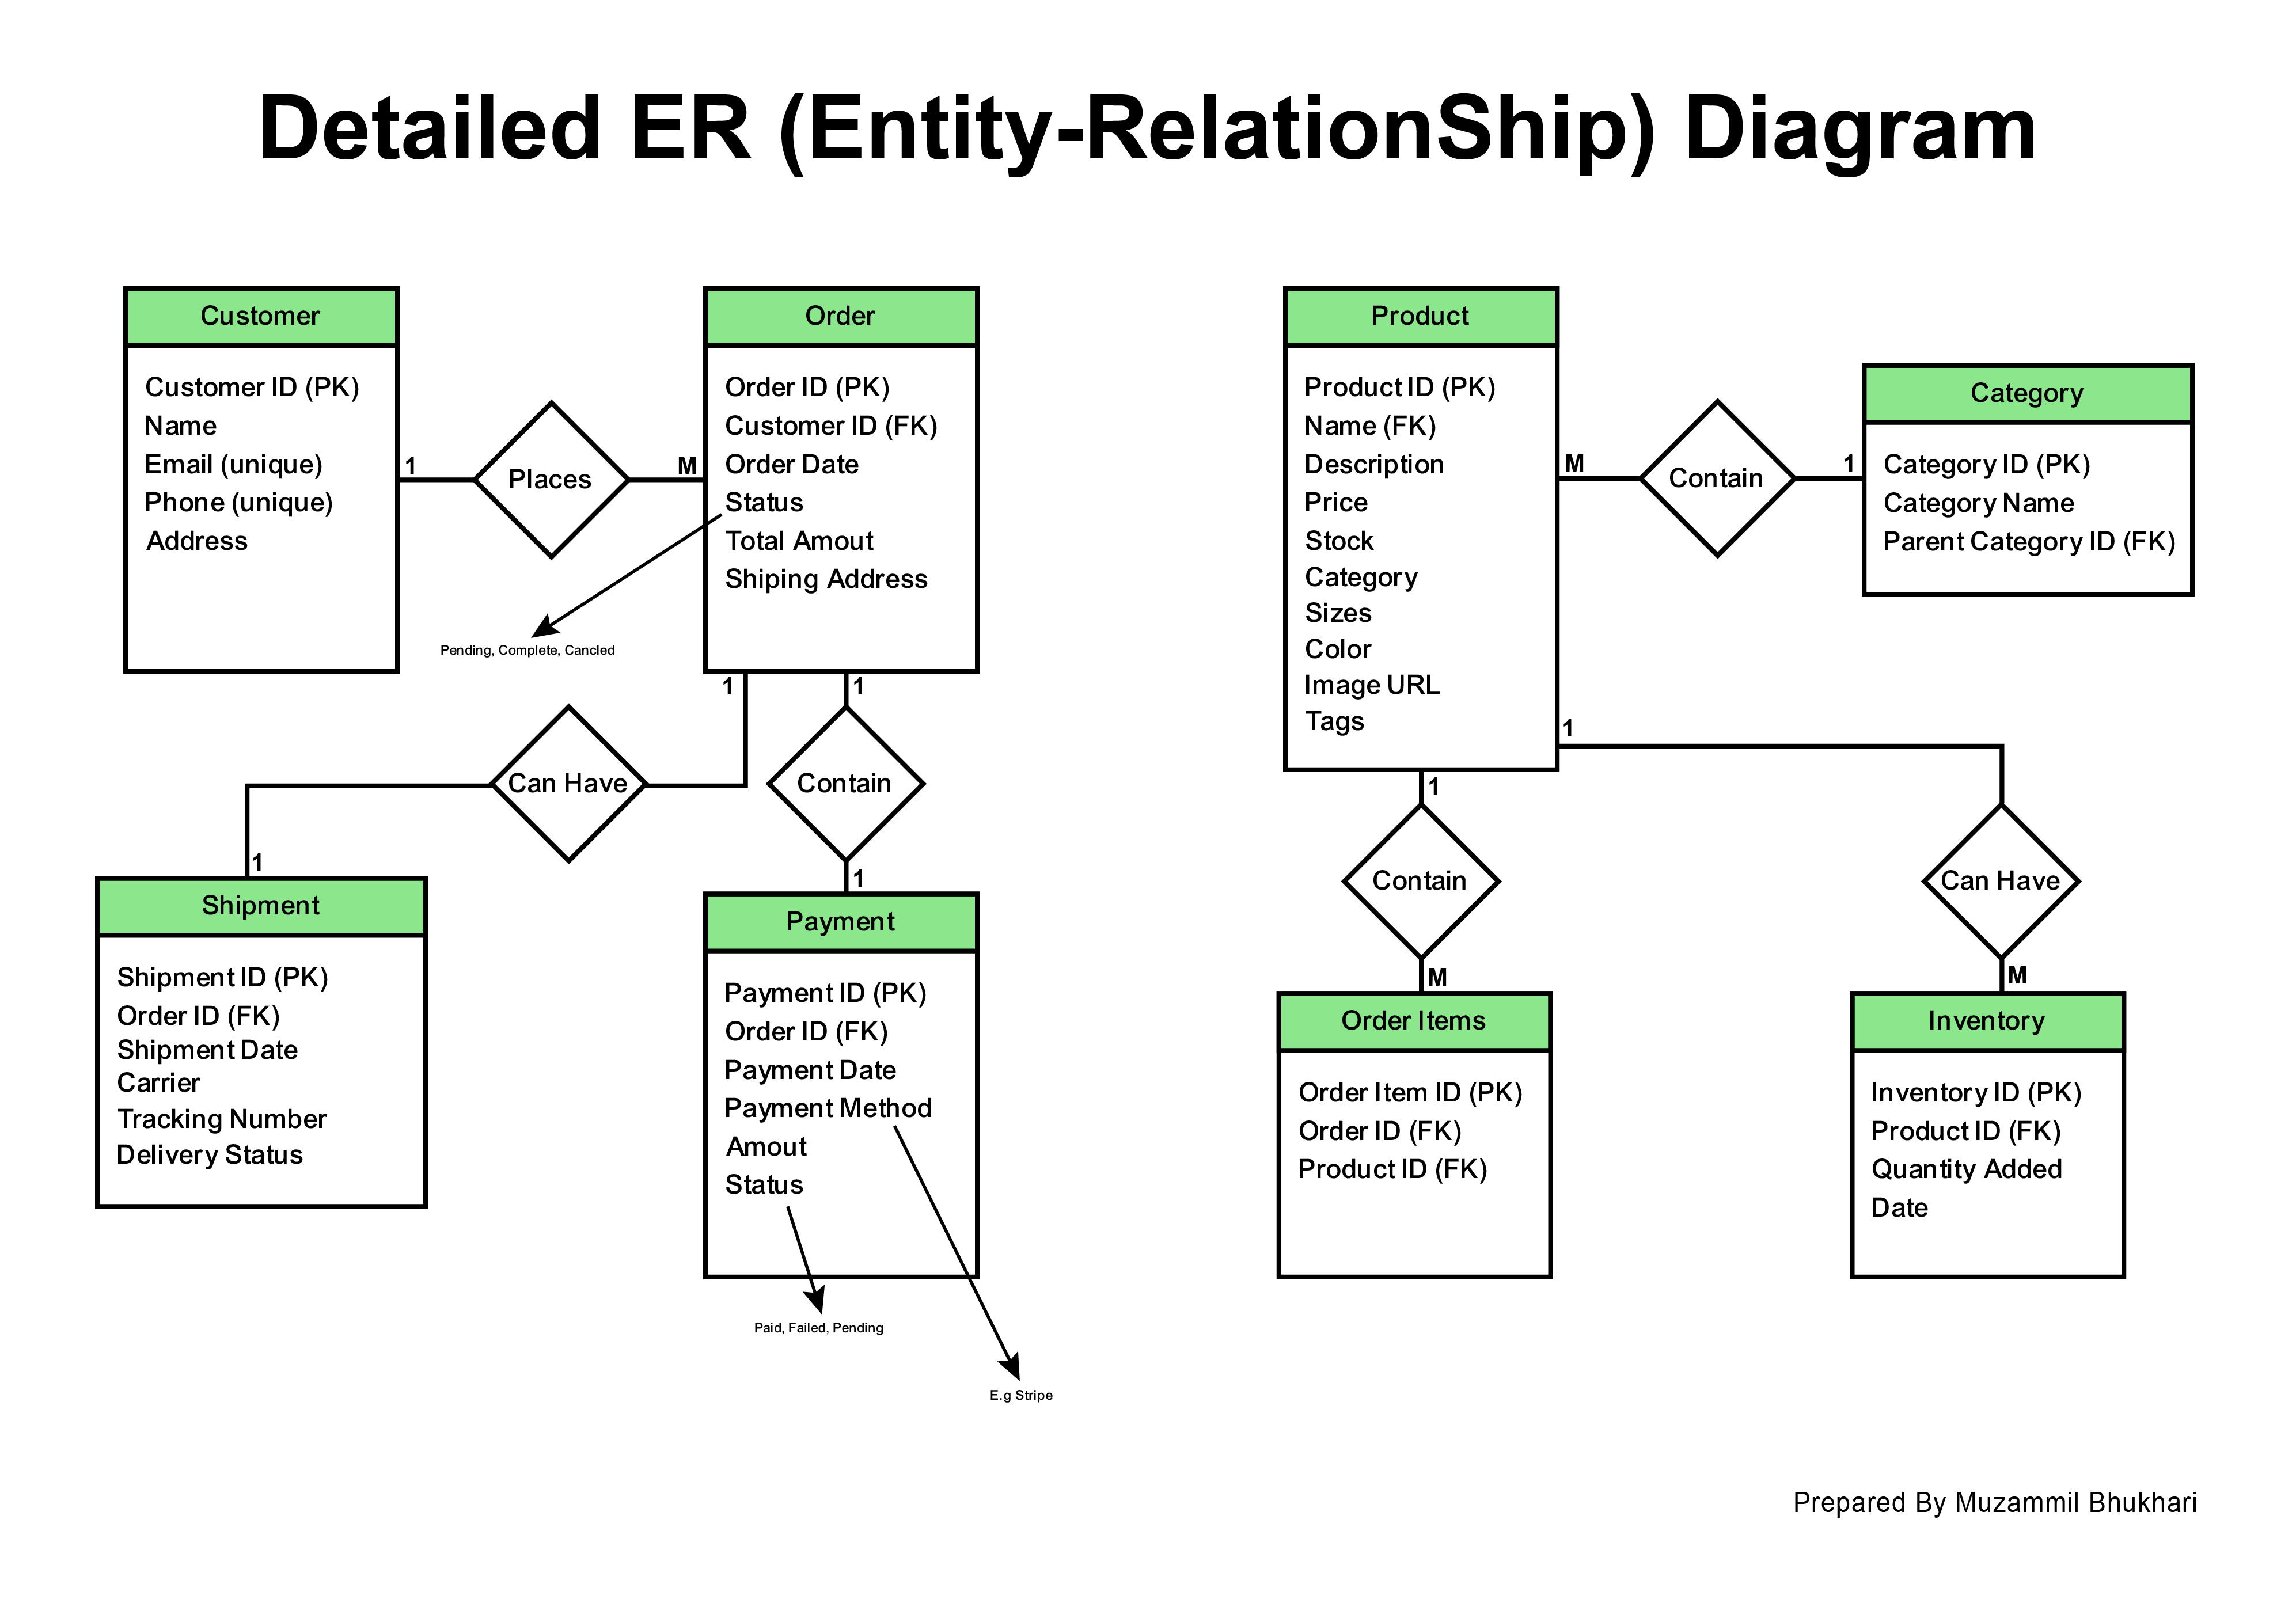 Detailed ER (Entity-RelationShip) Diagram
Customer
Customer ID (PK)
Name
Email (unique)
Phone (unique)
Address
1
Places
M
Order
Order ID (PK)
Customer ID (FK)
Order Date
Status
Total Amout
Shiping Address
Pending, Complete, Cancled
1
Can Have
1
1
Contain
1
Shipment
Shipment ID (PK)
Order ID (FK)
Shipment Date
Carrier
Tracking Number
Delivery Status
Payment
Payment ID (PK)
Order ID (FK)
Payment Date
Payment Method
Amout
Status
Paid, Failed, Pending
E.g Stripe
Product
Product ID (PK)
Name (FK)
Description
Price
Stock
Category
Sizes
Color
Image URL
Tags
M
Contain
1
Category
Category ID (PK)
Category Name
Parent Category ID (FK)
1
Contain
M
1
Can Have
M
Order Items
Order Item ID (PK)
Order ID (FK)
Product ID (FK)
Inventory
Inventory ID (PK)
Product ID (FK)
Quantity Added
Date
Prepared By Muzammil Bhukhari